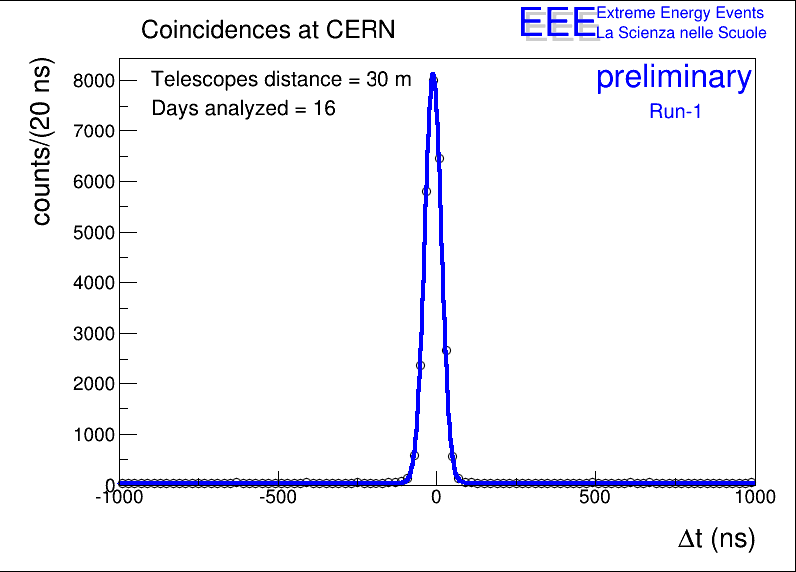 Coincidences at CERN
EEE
Extreme Energy Events
La Scienza nelle Scuole
Telescopes distance = 30 m
Days analyzed = 16
preliminary
Run-1
counts/(20 ns)
8000
7000
6000
5000
4000
3000
2000
1000
0
-1000 -500 0 500 1000
Δt (ns)